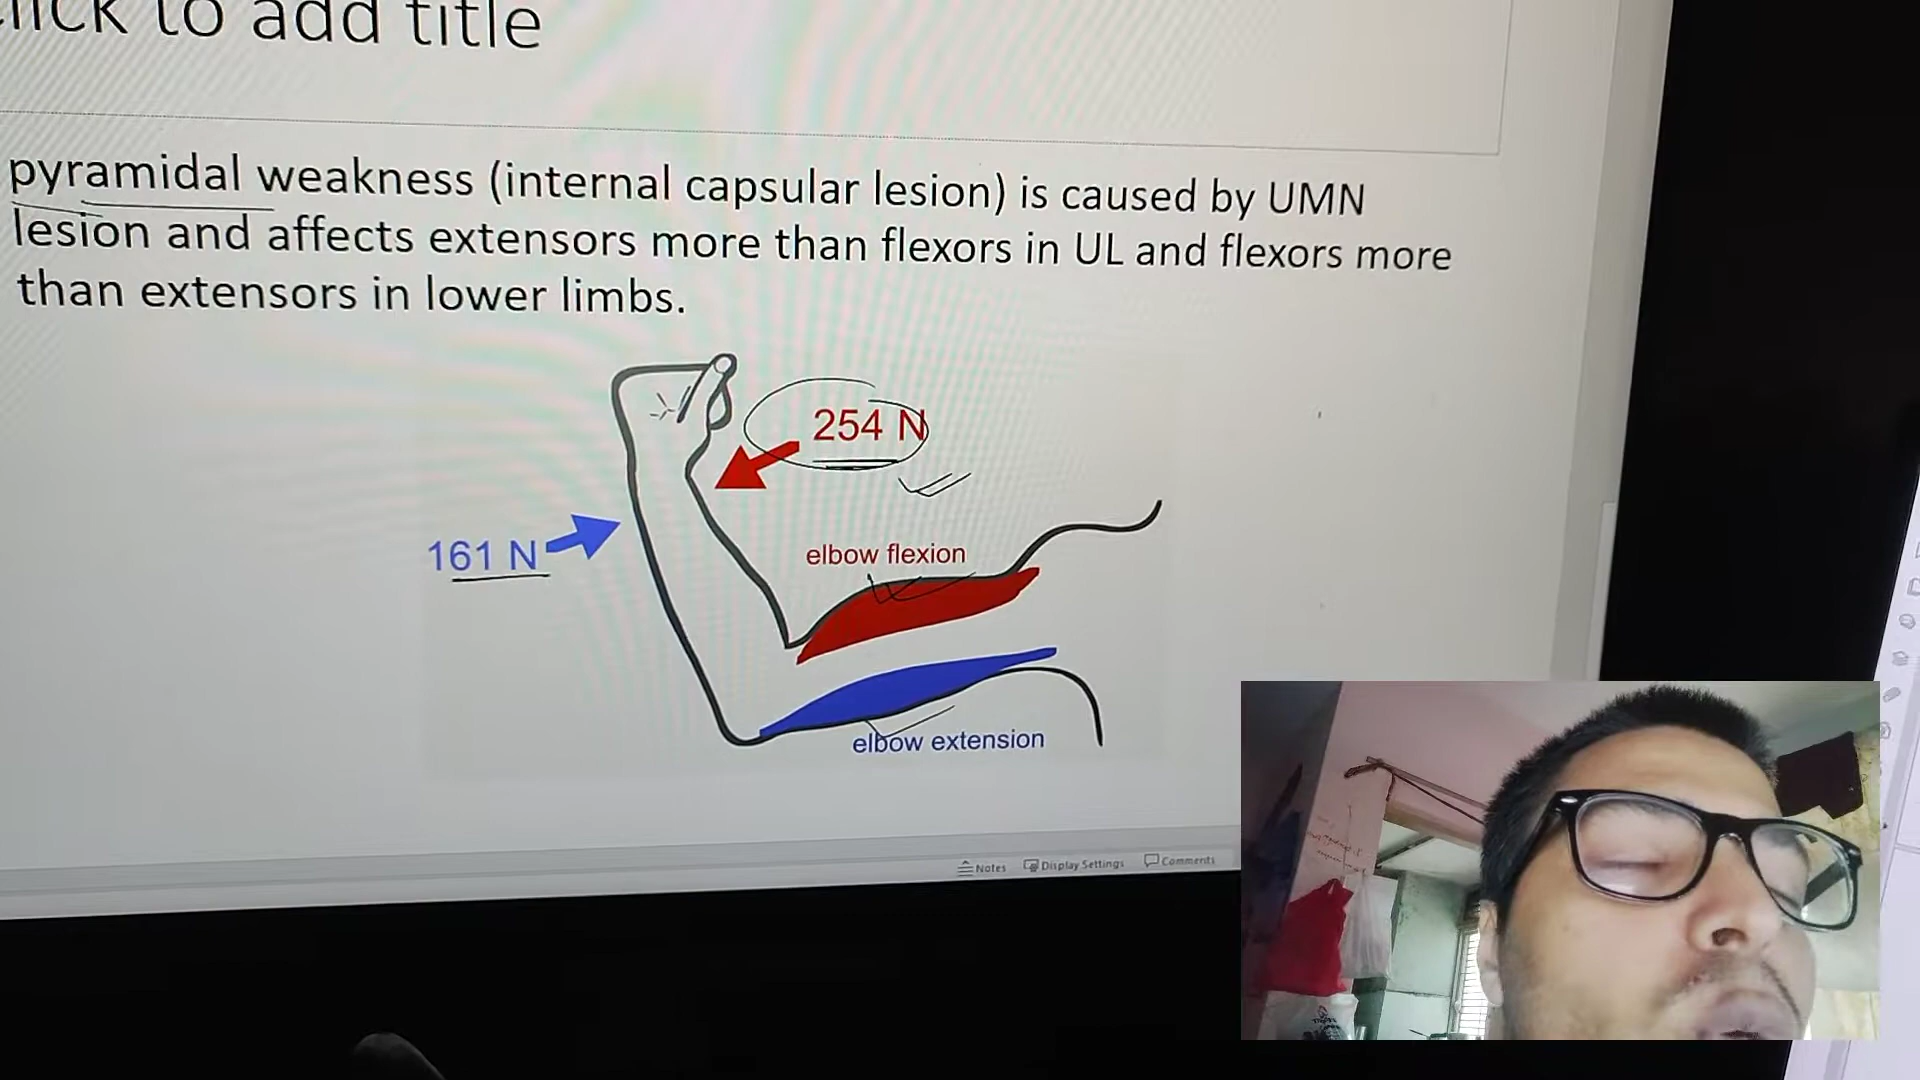 click to add title
pyramidal weakness (internal capsular lesion) is caused by UMN
lesion and affects extensors more than flexors in UL and flexors more
than extensors in lower limbs.
254 N
161 N
elbow flexion
elbow extension
Notes Display Settings Comments